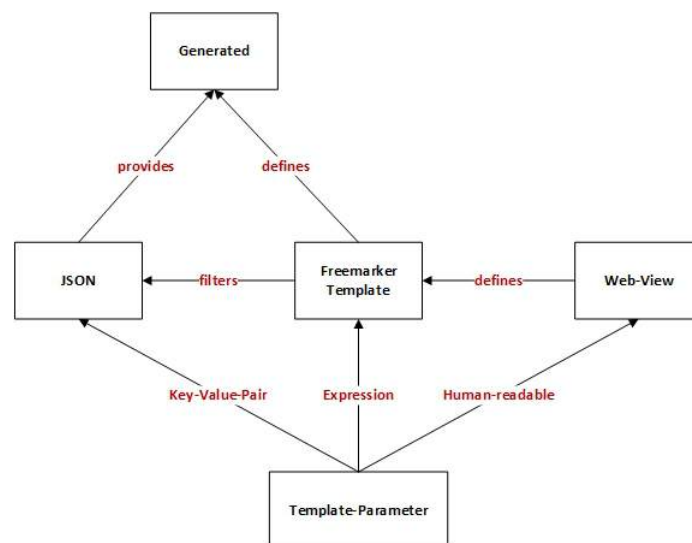 Generated
provides
defines
JSON
filters
Freemarker
Template
defines
Web-View
Key-Value-Pair
Expression
Human-readable
Template-Parameter